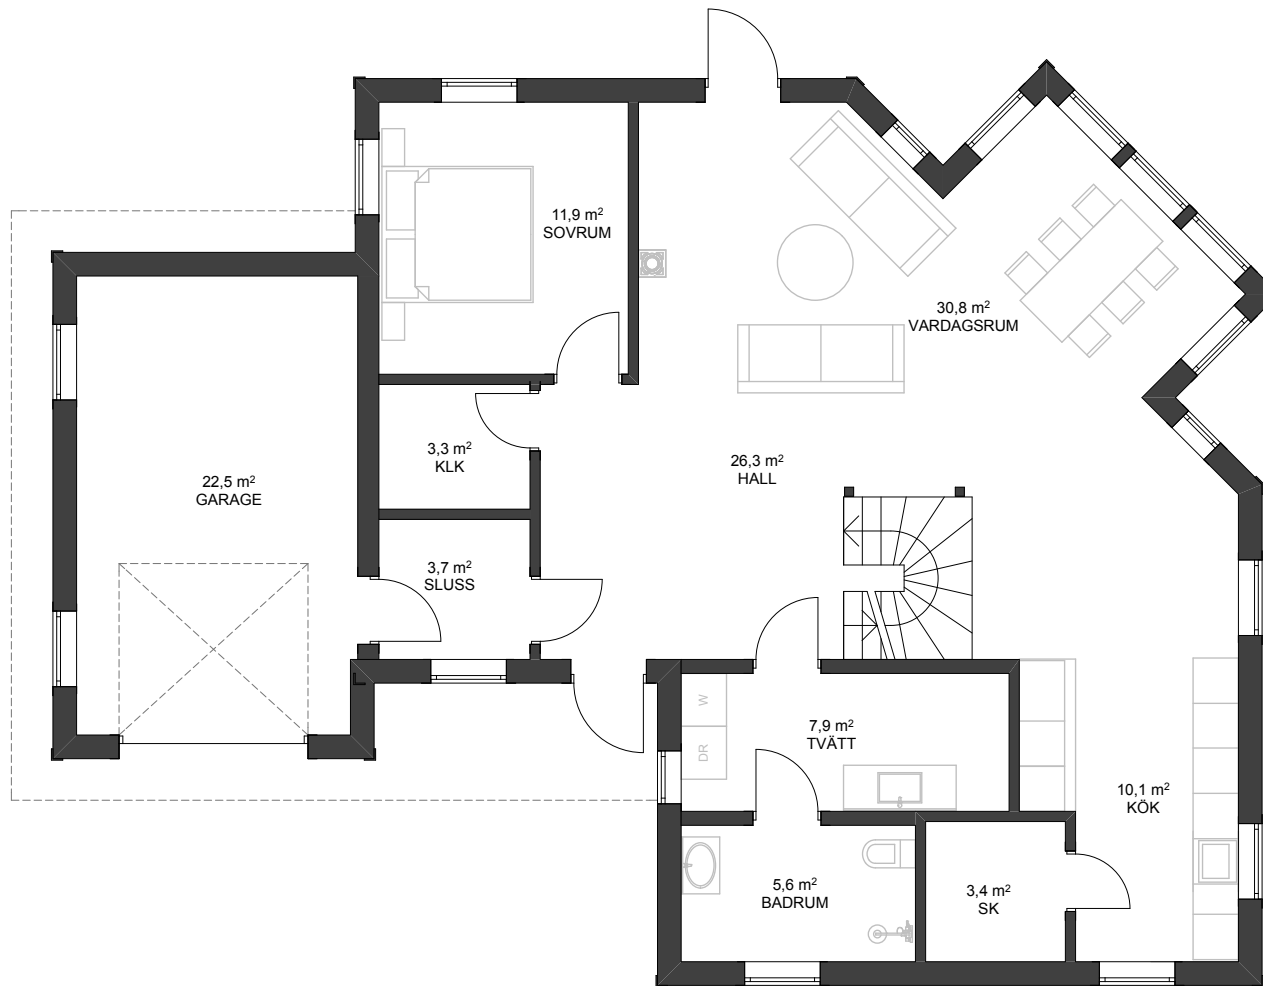 11,9 m²
SOVRUM
30,8 m²
VARDAGSRUM
3,3 m²
KLK
26,3 m²
HALL
22,5 m²
GARAGE
3,7 m²
SLUSS
W
DR
7,9 m²
TVÄTT
10,1 m²
KÖK
5,6 m²
BADRUM
3,4 m²
SK